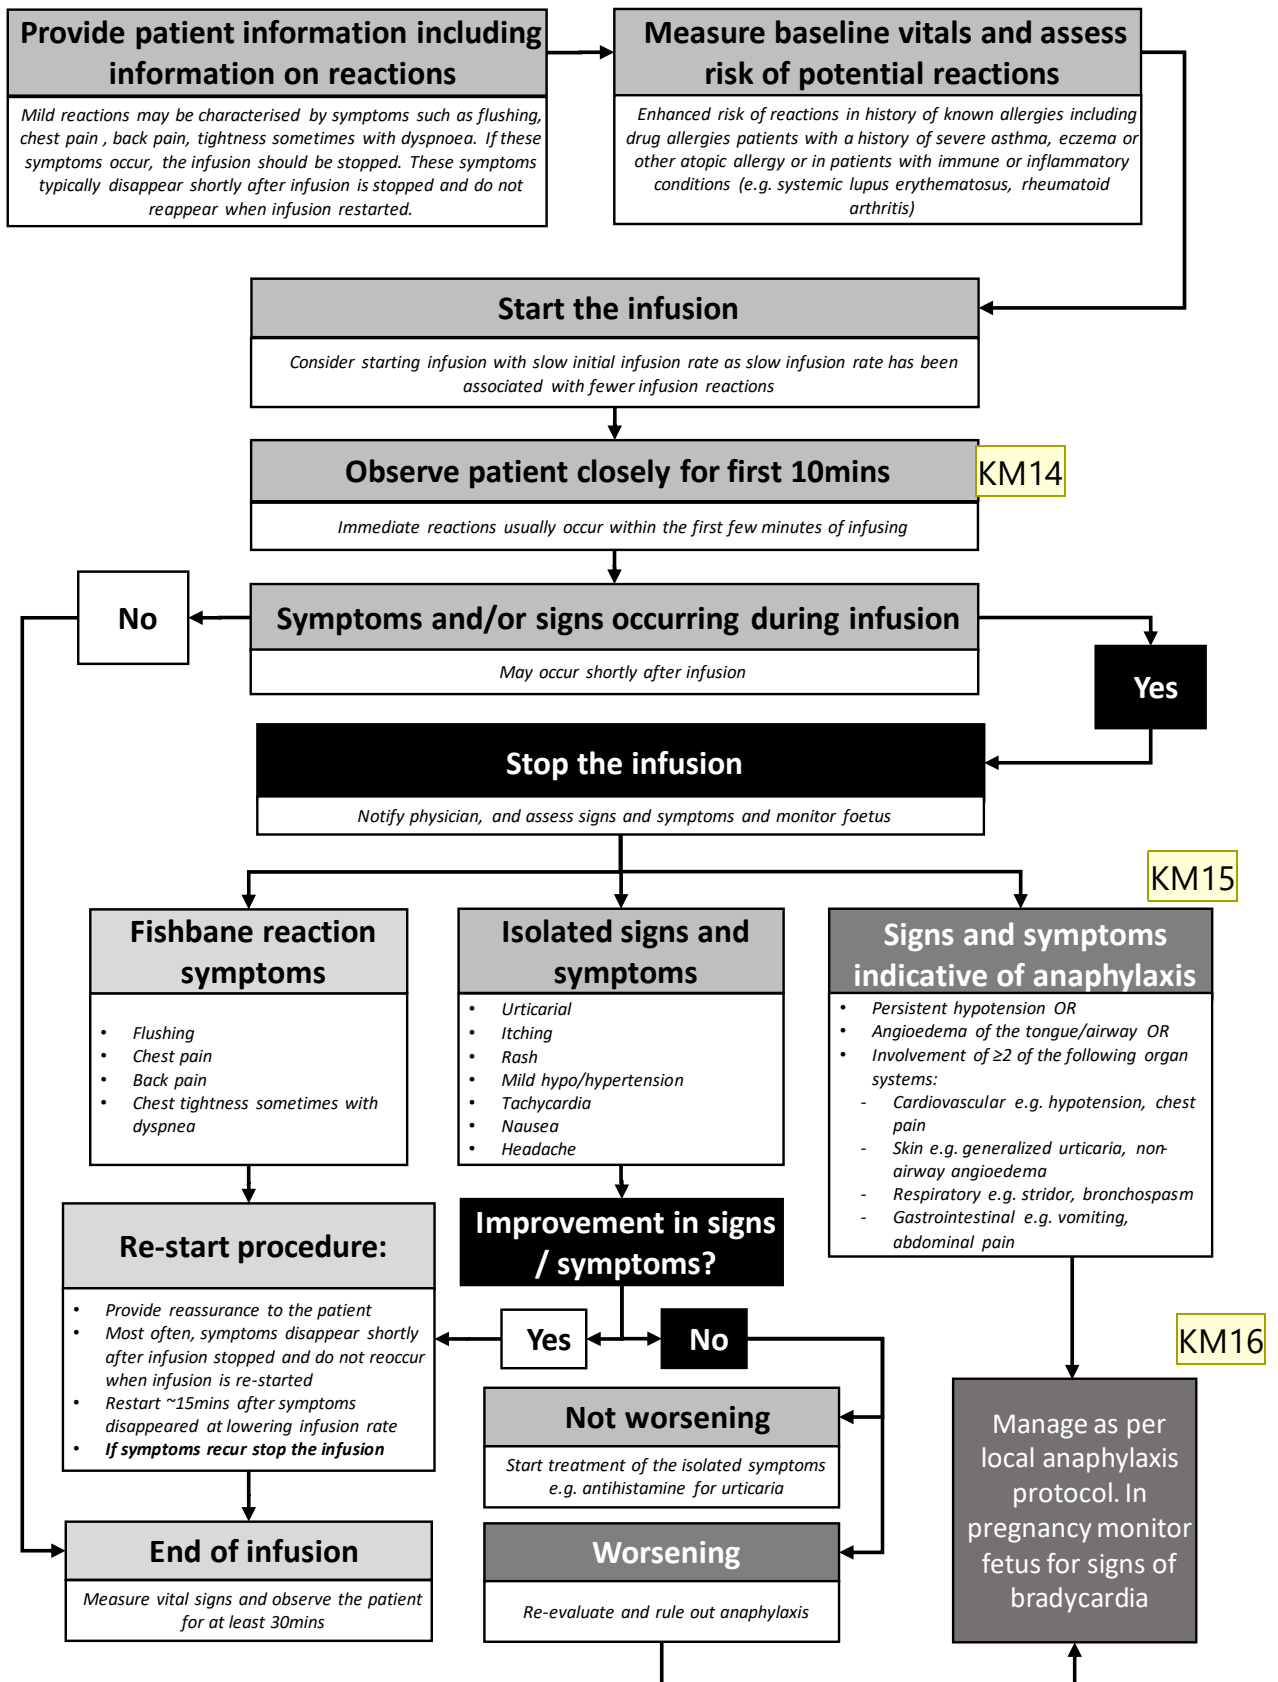 Provide patient information including
information on reactions
Mild reactions may be characterised by symptoms such as flushing,
chest pain , back pain, tightness sometimes with dyspnoea. If these
symptoms occur, the infusion should be stopped. These symptoms
typically disappear shortly after infusion is stopped and do not
reappear when infusion restarted.
Measure baseline vitals and assess
risk of potential reactions
Enhanced risk of reactions in history of known allergies including
drug allergies patients with a history of severe asthma, eczema or
other atopic allergy or in patients with immune or inflammatory
conditions (e.g. systemic lupus erythematosus, rheumatoid
arthritis)
Start the infusion
Consider starting infusion with slow initial infusion rate as slow infusion rate has been
associated with fewer infusion reactions
Observe patient closely for first 10mins
KM14
Immediate reactions usually occur within the first few minutes of infusing
No
Symptoms and/or signs occurring during infusion
May occur shortly after infusion
Yes
Stop the infusion
Notify physician, and assess signs and symptoms and monitor foetus
KM15
Fishbane reaction
symptoms
• Flushing
• Chest pain
• Back pain
• Chest tightness sometimes with
dyspnea
Isolated signs and
symptoms
• Urticarial
• Itching
• Rash
• Mild hypo/hypertension
• Tachycardia
• Nausea
• Headache
Signs and symptoms
indicative of anaphylaxis
• Persistent hypotension OR
• Angioedema of the tongue/airway OR
• Involvement of ≥2 of the following organ
systems:
- Cardiovascular e.g. hypotension, chest
pain
- Skin e.g. generalized urticaria, non-
airway angioedema
- Respiratory e.g. stridor, bronchospasm
- Gastrointestinal e.g. vomiting,
abdominal pain
Re-start procedure:
• Provide reassurance to the patient
• Most often, symptoms disappear shortly
after infusion stopped and do not reoccur
when infusion is re-started
• Restart ~15mins after symptoms
disappeared at lowering infusion rate
• If symptoms recur stop the infusion
Improvement in signs
/ symptoms?
Yes
No
KM16
Not worsening
Start treatment of the isolated symptoms
e.g. antihistamine for urticaria
Manage as per
local anaphylaxis
protocol. In
pregnancy monitor
fetus for signs of
bradycardia
End of infusion
Measure vital signs and observe the patient
for at least 30mins
Worsening
Re-evaluate and rule out anaphylaxis